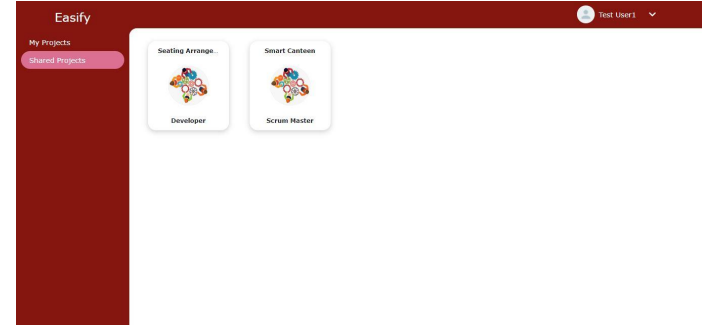 Easify
Test User1
My Projects
Shared Projects
Seating Arrange..
Smart Canteen
Developer
Scrum Master